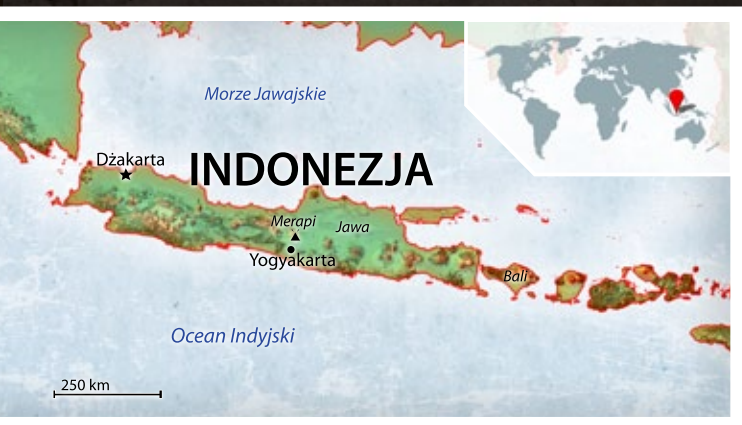 Morze Jawajskie
Dżakarta
INDONEZJA
Merapi
Jawa
Yogyakarta
Bali
Ocean Indyjski
250 km